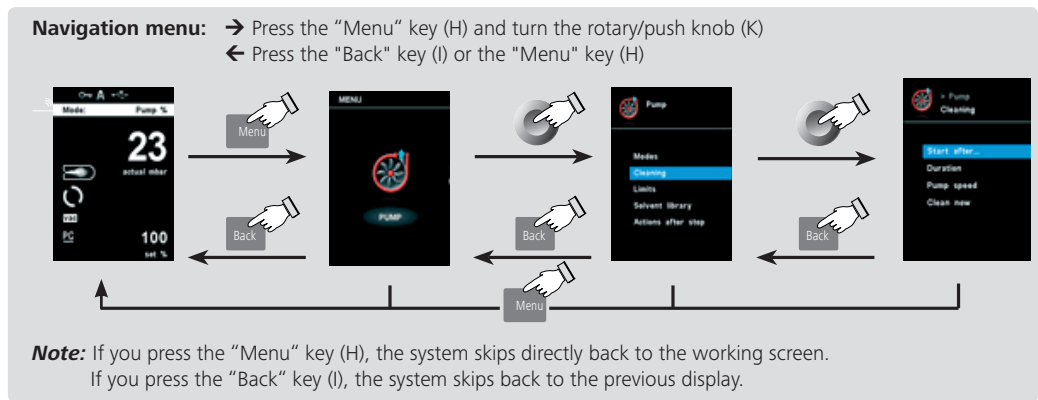 Navigation menu: → Press the “Menu“ key (H) and turn the rotary/push knob (K)
← Press the "Back" key (I) or the "Menu" key (H)
A
Mode: Pump %
23
actual mbar
vac
PC
100
set %
Menu
Back
MENU
PUMP
Back
Pump
Modes
Cleaning
Limits
Solvent library
Actions after stop
Back
> Pump
Cleaning
Start after...
Duration
Pump speed
Clean now
Menu
Note: If you press the “Menu“ key (H), the system skips directly back to the working screen.
If you press the “Back“ key (I), the system skips back to the previous display.